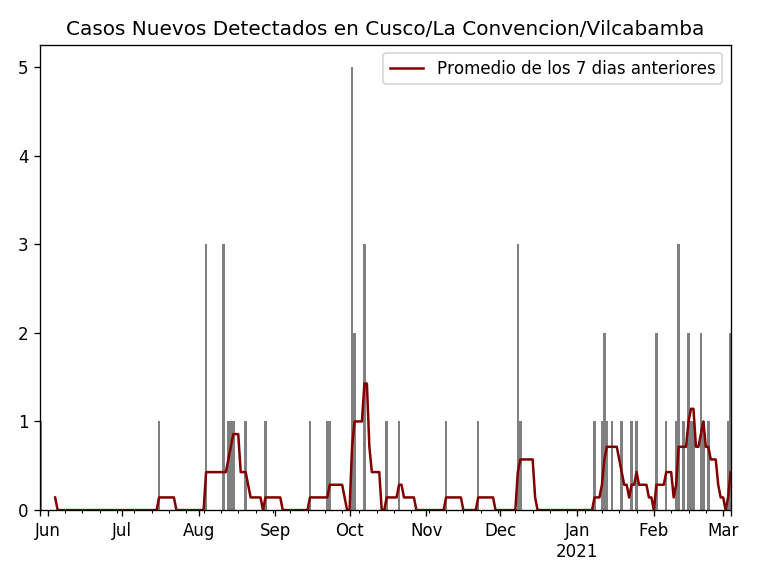 Casos Nuevos Detectados en Cusco/La Convencion/Vilcabamba
Promedio de los 7 dias anteriores
5
4
3
2
1
0
Jun Jul Aug Sep Oct Nov Dec Jan Feb Mar
2021